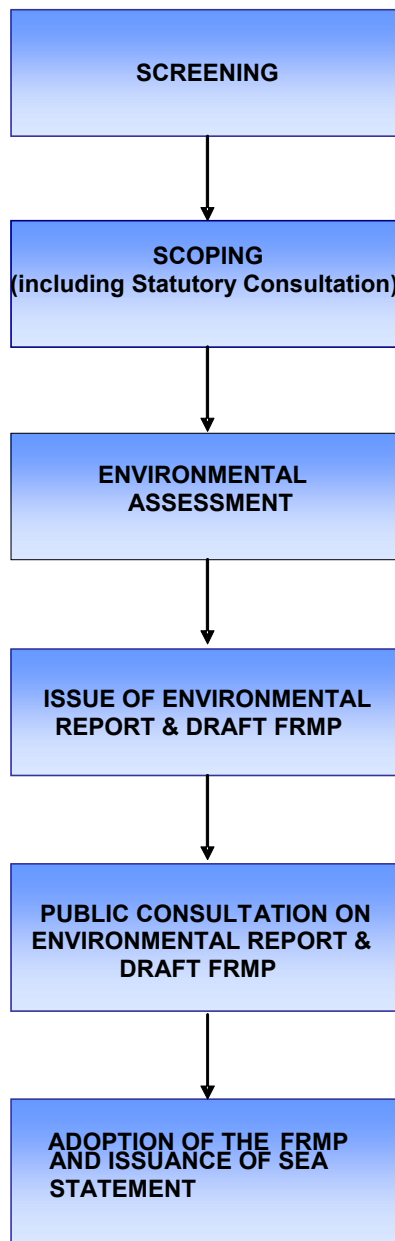 SCREENING
SCOPING
(including Statutory Consultation)
ENVIRONMENTAL
ASSESSMENT
ISSUE OF ENVIRONMENTAL
REPORT & DRAFT FRMP
PUBLIC CONSULTATION ON
ENVIRONMENTAL REPORT &
DRAFT FRMP
ADOPTION OF THE FRMP
AND ISSUANCE OF SEA
STATEMENT